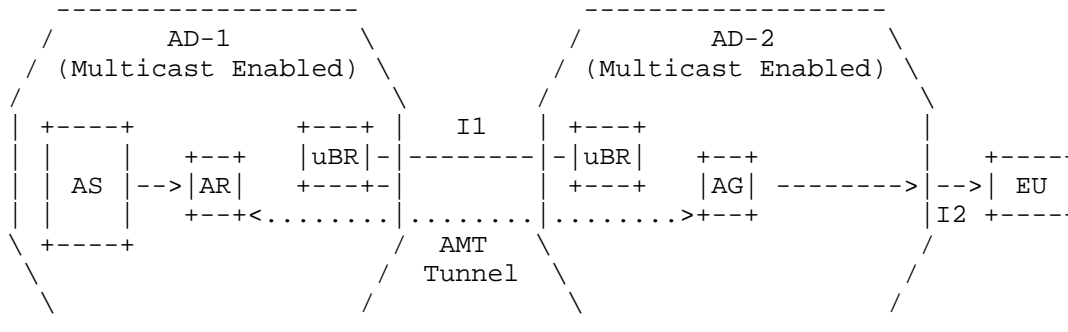 AD-1 AD-2
(Multicast Enabled) (Multicast Enabled)
I1
uBR uBR
AS AR AG EU
I2
AMT
Tunnel